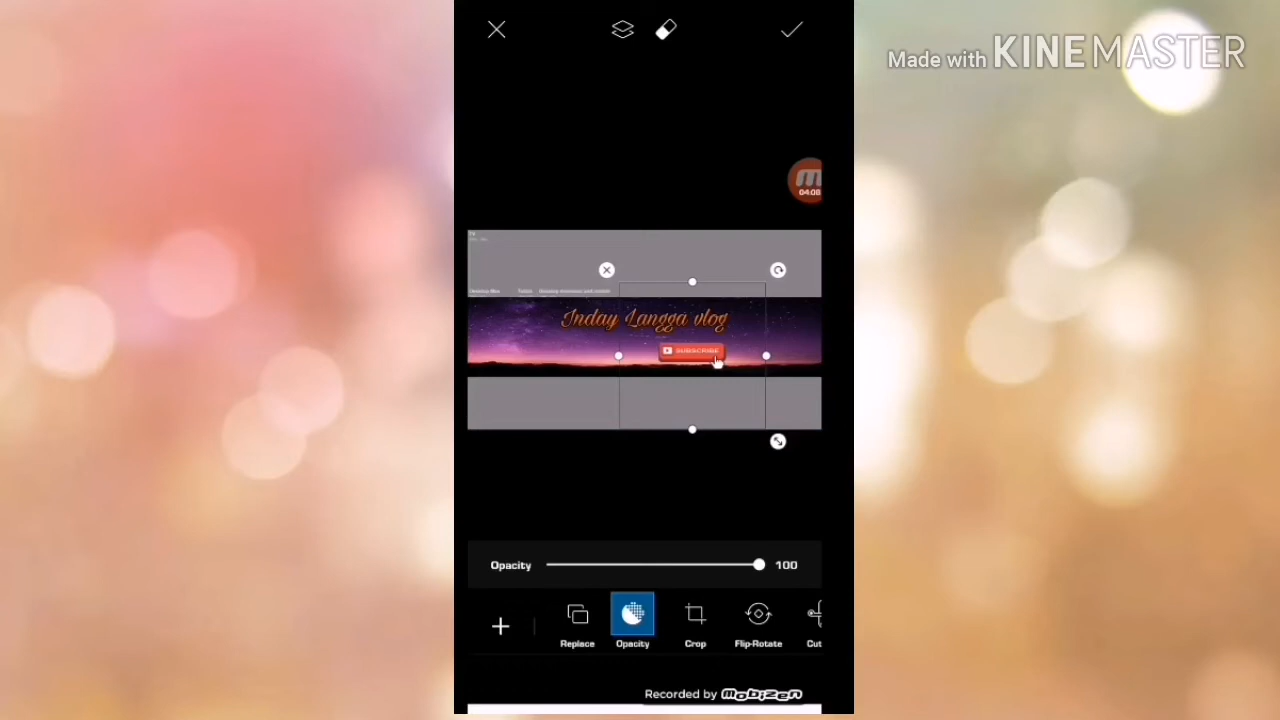 Made with KINEMASTER
04:08
TV
Inday Langga vlog
SUBSCRIBE
Opacity 100
Replace Opacity Crop Flip-Rotate Cut
Recorded by mobizen